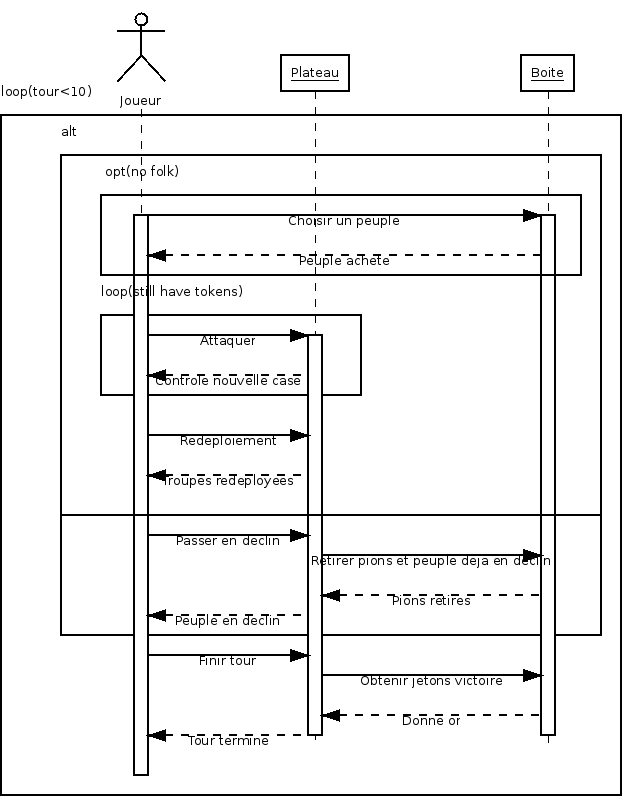 Plateau
Boite
loop(tour<10)
Joueur
alt
opt(no folk)
Choisir un peuple
Peuple achete
loop(still have tokens)
Attaquer
Controle nouvelle case
Redeploiement
Troupes redeployees
Passer en declin
Retirer pions et peuple deja en declin
Pions retires
Peuple en declin
Finir tour
Obtenir jetons victoire
Donne or
Tour termine